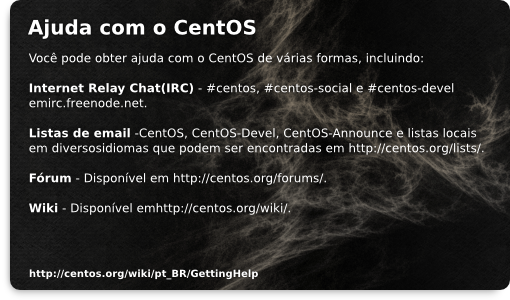 Ajuda com o CentOS
Você pode obter ajuda com o CentOS de várias formas, incluindo:
Internet Relay Chat(IRC) - #centos, #centos-social e #centos-devel
emirc.freenode.net.
Listas de email -CentOS, CentOS-Devel, CentOS-Announce e listas locais
em diversosidiomas que podem ser encontradas em http://centos.org/lists/.
Fórum - Disponível em http://centos.org/forums/.
Wiki - Disponível emhttp://centos.org/wiki/.
http://centos.org/wiki/pt_BR/GettingHelp